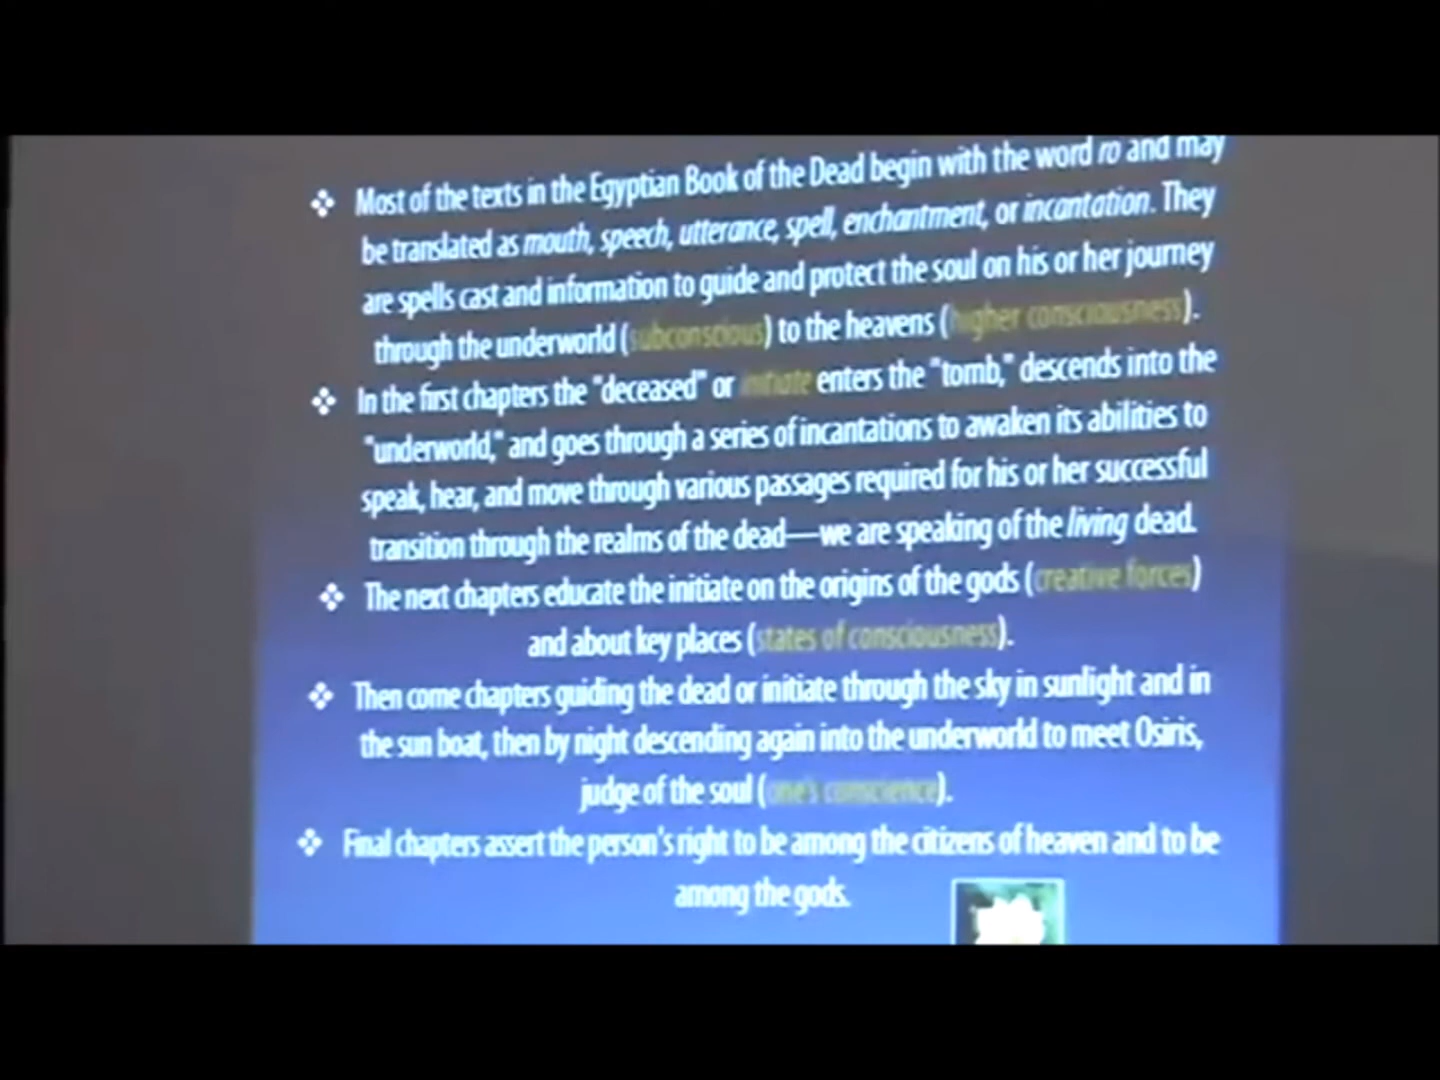 ❖ Most of the texts in the Egyptian Book of the Dead begin with the word ro and may
be translated as mouth, speech, utterance, spell, enchantment, or incantation. They
are spells cast and information to guide and protect the soul on his or her journey
through the underworld (subconscious) to the heavens (higher consciousness).
❖ In the first chapters the "deceased" or initiate enters the "tomb," descends into the
"underworld," and goes through a series of incantations to awaken its abilities to
speak, hear, and move through various passages required for his or her successful
transition through the realms of the dead—we are speaking of the living dead.
❖ The next chapters educate the initiate on the origins of the gods (creative forces)
and about key places (states of consciousness).
❖ Then come chapters guiding the dead or initiate through the sky in sunlight and in
the sun boat, then by night descending again into the underworld to meet Osiris,
judge of the soul (one's conscience).
❖ Final chapters assert the person's right to be among the citizens of heaven and to be
among the gods.